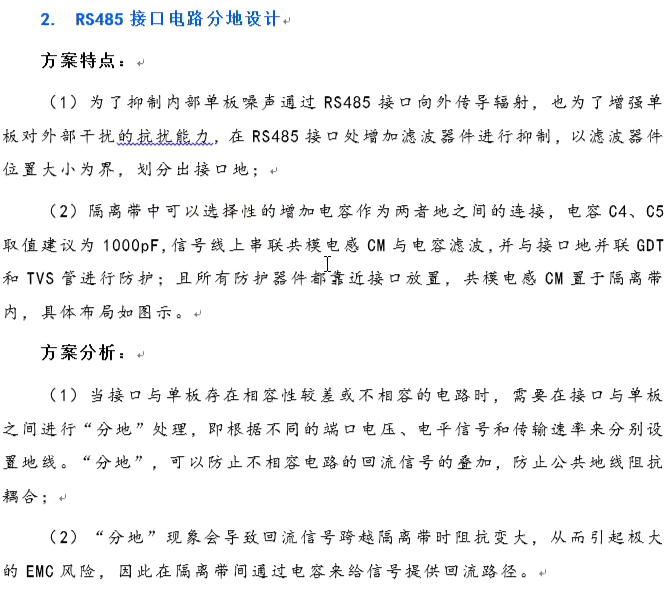 2. RS485 接口电路分地设计
方案特点：
（1）为了抑制内部单板噪声通过 RS485 接口向外传导辐射，也为了增强单
板对外部干扰的抗扰能力，在 RS485 接口处增加滤波器件进行抑制，以滤波器件
位置大小为界，划分出接口地；
（2）隔离带中可以选择性的增加电容作为两者地之间的连接，电容 C4、C5
取值建议为 1000pF,信号线上串联共模电感 CM 与电容滤波,并与接口地并联 GDT
和 TVS 管进行防护；且所有防护器件都靠近接口放置，共模电感 CM 置于隔离带
内，具体布局如图示。
方案分析：
（1）当接口与单板存在相容性较差或不相容的电路时，需要在接口与单板
之间进行“分地”处理，即根据不同的端口电压、电平信号和传输速率来分别设
置地线。“分地”，可以防止不相容电路的回流信号的叠加，防止公共地线阻抗
耦合；
（2）“分地”现象会导致回流信号跨越隔离带时阻抗变大，从而引起极大
的 EMC 风险，因此在隔离带间通过电容来给信号提供回流路径。